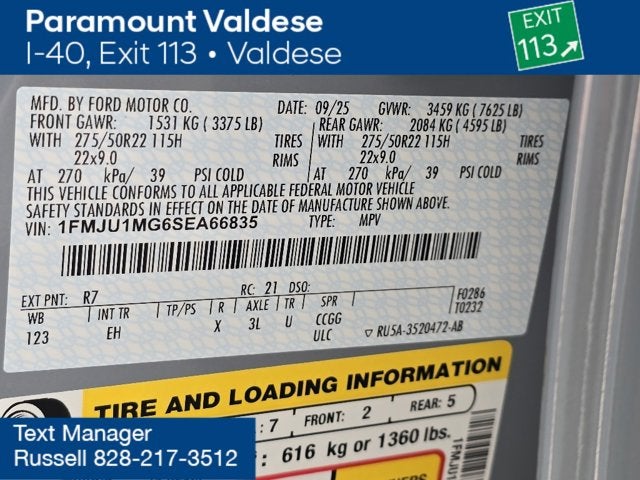 Paramount Valdese
I-40, Exit 113 • Valdese
EXIT
113
MFD. BY FORD MOTOR CO. DATE: 09/25 GVWR: 3459 KG ( 7625 LB)
FRONT GAWR: 1531 KG ( 3375 LB) REAR GAWR: 2084 KG ( 4595 LB)
WITH 275/50R22 115H TIRES WITH 275/50R22 115H TIRES
22x9.0 RIMS 22x9.0 RIMS
AT 270 kPa/ 39 PSI COLD AT 270 kPa/ 39 PSI COLD
THIS VEHICLE CONFORMS TO ALL APPLICABLE FEDERAL MOTOR VEHICLE
SAFETY STANDARDS IN EFFECT ON THE DATE OF MANUFACTURE SHOWN ABOVE.
VIN: 1FMJU1MG6SEA66835 TYPE: MPV
EXT PNT: R7 RC: 21 DSO: F0286
WB INT TR TP/PS R AXLE TR SPR T0232
123 EH X 3L U CCGG
ULC ▽ RU5A-3520472-AB
TIRE AND LOADING INFORMATION
: 7 FRONT: 2 REAR: 5
: 616 kg or 1360 lbs.
1FMJU1
Text Manager
Russell 828-217-3512